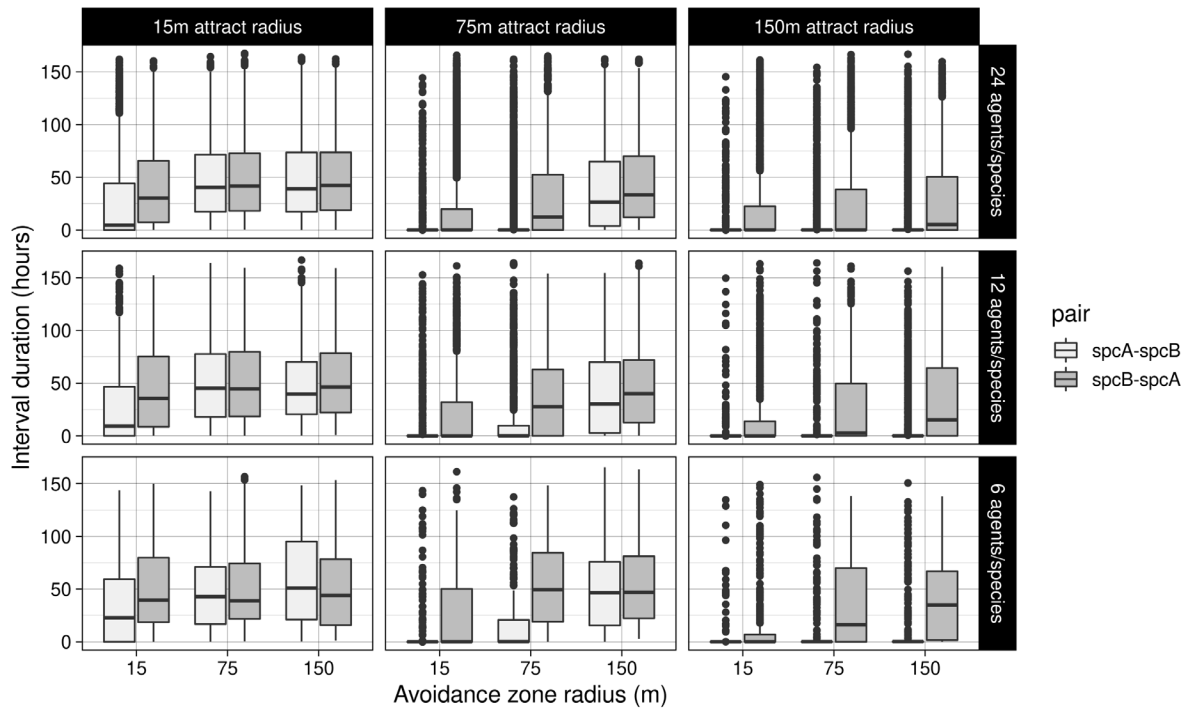 15m attract radius
75m attract radius
150m attract radius
Interval duration (hours)
150
100
50
0
24 agents/species
150
100
50
0
12 agents/species
150
100
50
0
6 agents/species
15
75
150
15
75
150
15
75
150
Avoidance zone radius (m)
pair
spcA-spcB
spcB-spcA